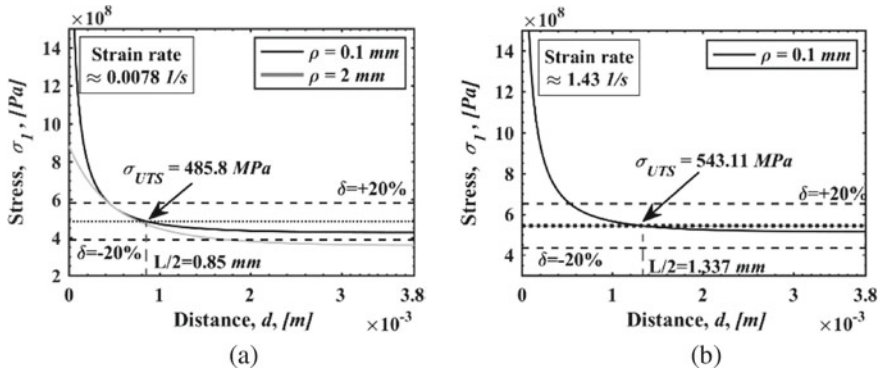 ×10⁸
14
12
10
8
6
4
2
Stress, σ₁, [Pa]
Strain rate
≈ 0.0078 1/s
ρ = 0.1 mm
ρ = 2 mm
σUTS = 485.8 MPa
δ=+20%
δ=-20%
L/2=0.85 mm
0
1
2
3
3.8
Distance, d, [m]
×10⁻³
(a)
×10⁸
14
12
10
8
6
4
Stress, σ₁, [Pa]
Strain rate
≈ 1.43 1/s
ρ = 0.1 mm
σUTS = 543.11 MPa
δ=+20%
δ=-20%
L/2=1.337 mm
0
1
2
3
3.8
Distance, d, [m]
×10⁻³
(b)